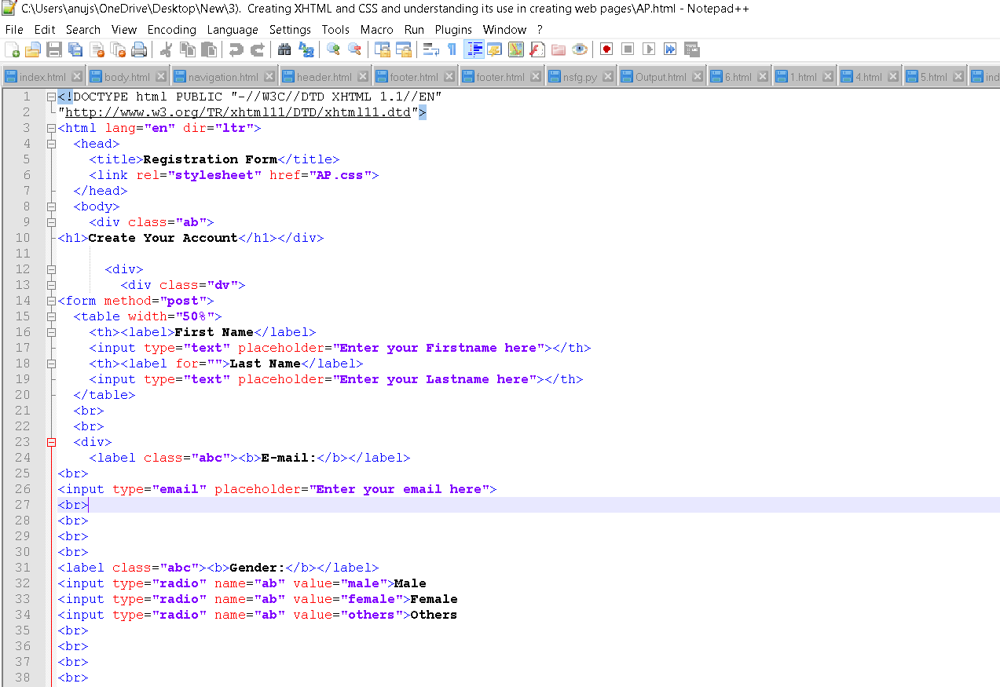 C:\Users\anujs\OneDrive\Desktop\New\3).  Creating XHTML and CSS and understanding its use in creating web pages\AP.html - Notepad++
File Edit Search View Encoding Language Settings Tools Macro Run Plugins Window ?
index.html body.html navigation.html header.html footer.html footer.html nsfg.py Output.html 6.html 1.html 4.html 5.html ind
1 <!DOCTYPE html PUBLIC "-//W3C//DTD XHTML 1.1//EN"
2 "http://www.w3.org/TR/xhtml11/DTD/xhtml11.dtd">
3 <html lang="en" dir="ltr">
4 <head>
5 <title>Registration Form</title>
6 <link rel="stylesheet" href="AP.css">
7 </head>
8 <body>
9 <div class="ab">
10 <h1>Create Your Account</h1></div>
11
12 <div>
13 <div class="dv">
14 <form method="post">
15 <table width="50%">
16 <th><label>First Name</label>
17 <input type="text" placeholder="Enter your Firstname here"></th>
18 <th><label for="">Last Name</label>
19 <input type="text" placeholder="Enter your Lastname here"></th>
20 </table>
21 <br>
22 <br>
23 <div>
24 <label class="abc"><b>E-mail:</b></label>
25 <br>
26 <input type="email" placeholder="Enter your email here">
27 <br>
28 <br>
29 <br>
30 <br>
31 <label class="abc"><b>Gender:</b></label>
32 <input type="radio" name="ab" value="male">Male
33 <input type="radio" name="ab" value="female">Female
34 <input type="radio" name="ab" value="others">Others
35 <br>
36 <br>
37 <br>
38 <br>